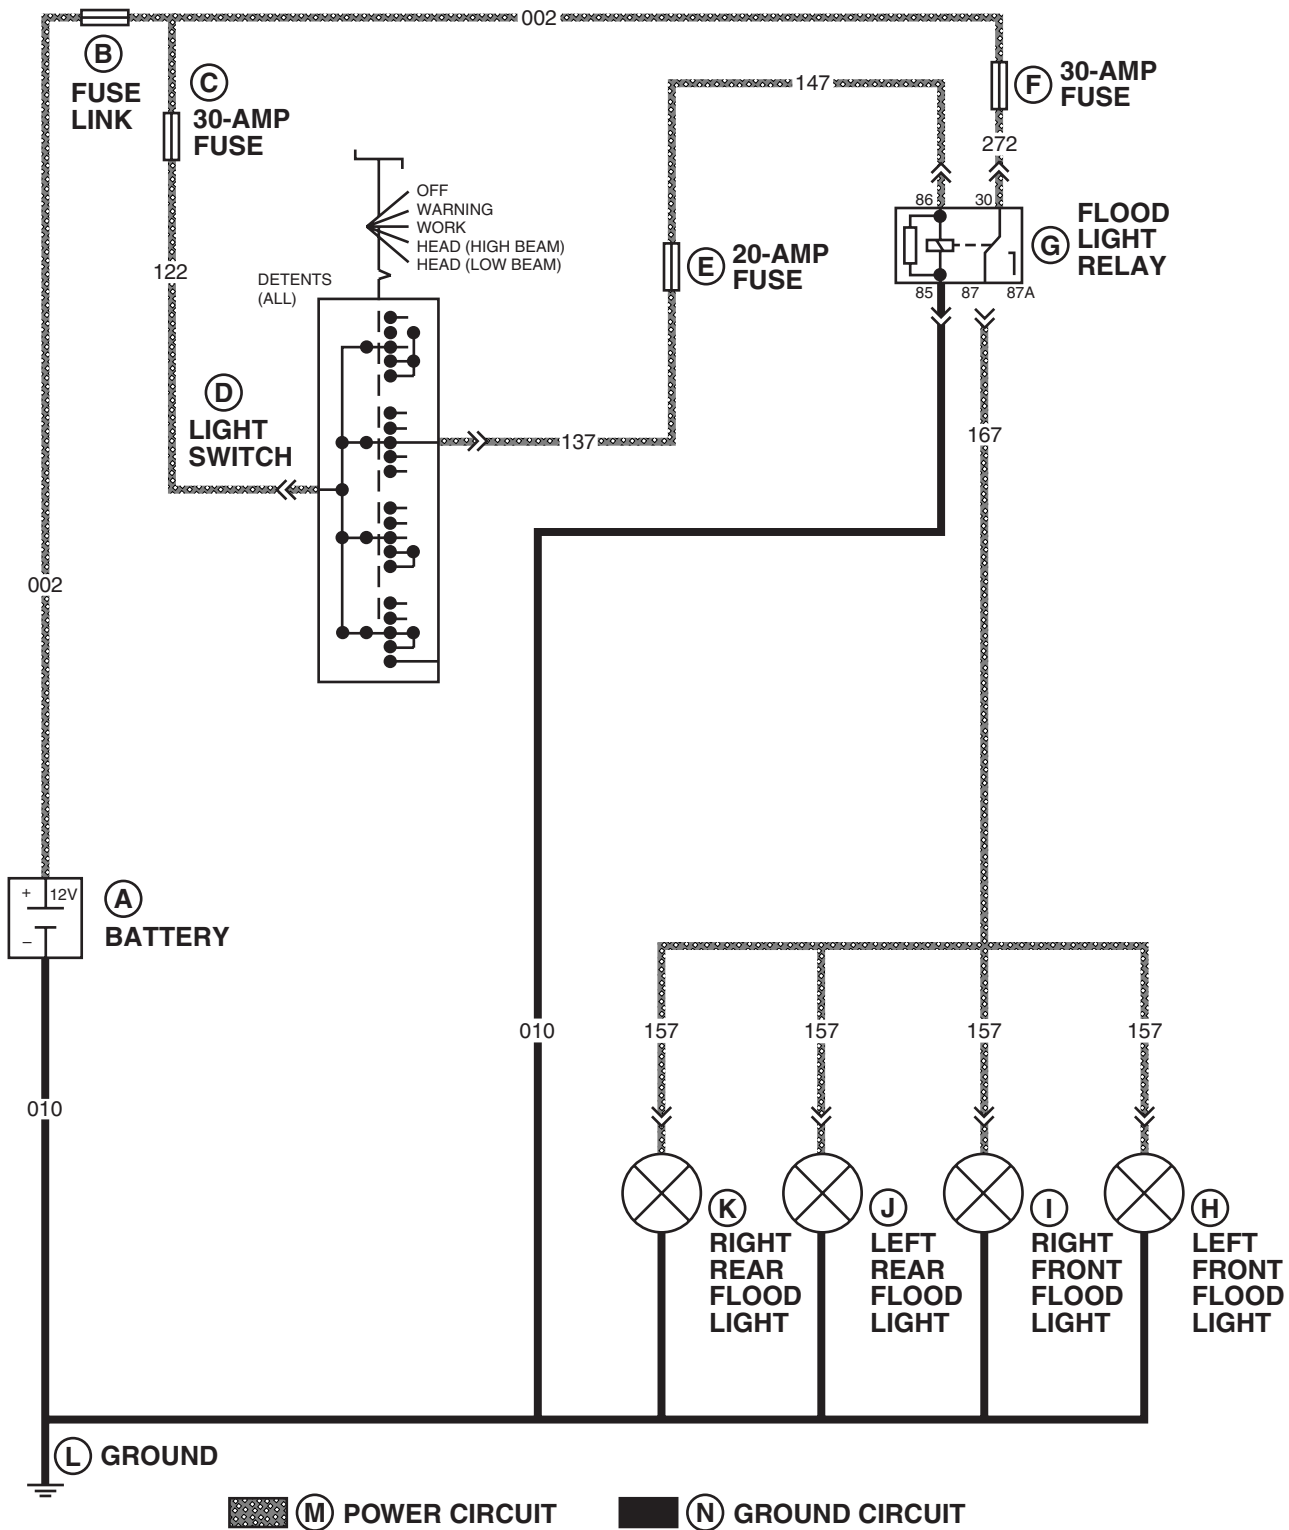 002
B
FUSE
LINK
C
30-AMP
FUSE
147
F
30-AMP
FUSE
272
OFF
WARNING
WORK
HEAD (HIGH BEAM)
HEAD (LOW BEAM)
86
30
G
FLOOD
LIGHT
RELAY
E
20-AMP
FUSE
122
DETENTS
(ALL)
85
87
87A
D
LIGHT
SWITCH
137
167
002
+
12V
–
A
BATTERY
010
157
157
157
157
010
K
RIGHT
REAR
FLOOD
LIGHT
J
LEFT
REAR
FLOOD
LIGHT
I
RIGHT
FRONT
FLOOD
LIGHT
H
LEFT
FRONT
FLOOD
LIGHT
L GROUND
M POWER CIRCUIT
N GROUND CIRCUIT